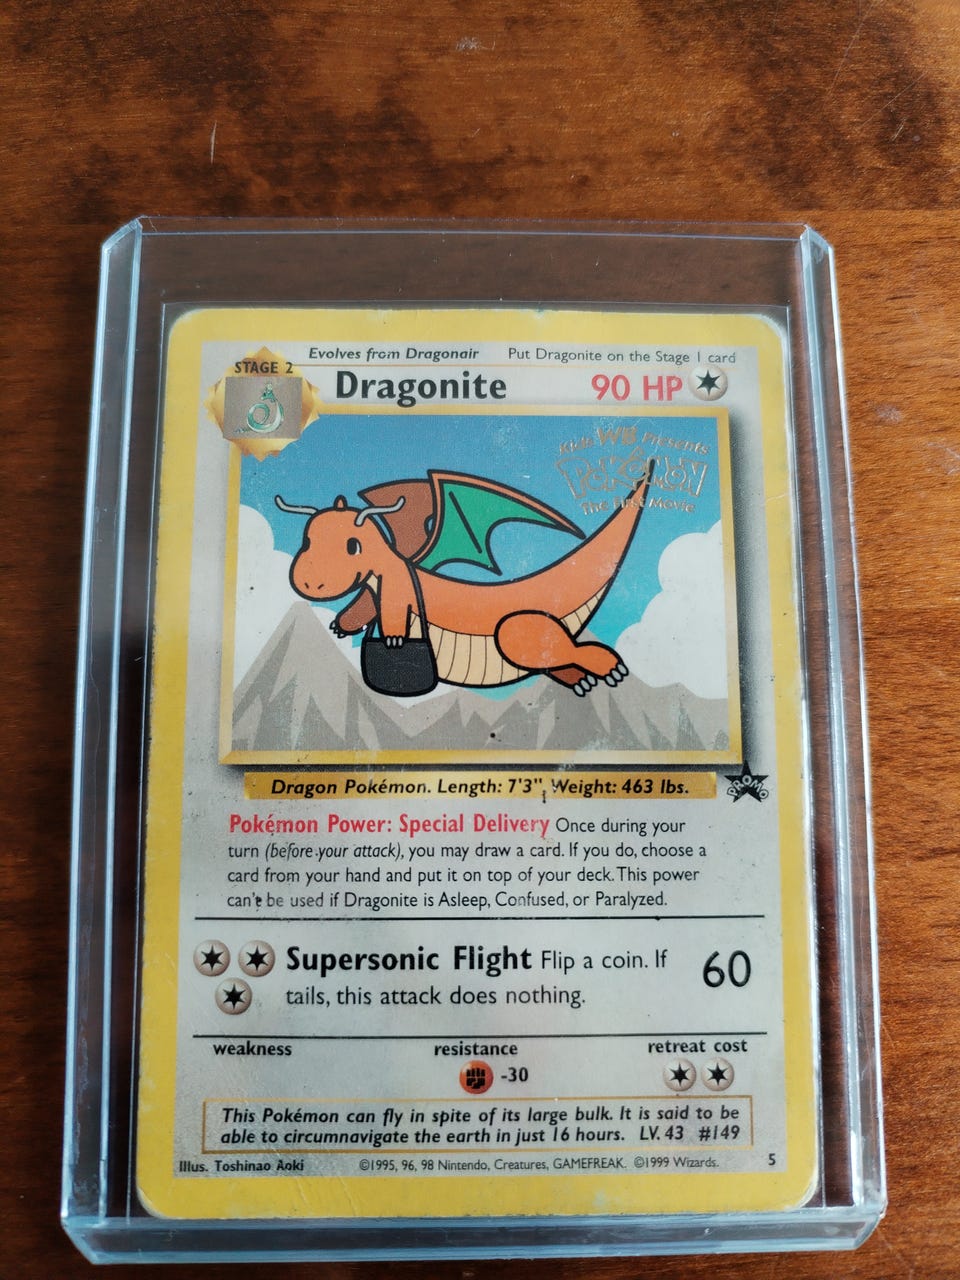 Evolves from Dragonair Put Dragonite on the Stage 1 card
STAGE 2
Dragonite 90 HP
Kids WB Presents
POKéMON
The First Movie
Dragon Pokémon. Length: 7'3", Weight: 463 lbs.
PROMO
Pokémon Power: Special Delivery Once during your
turn (before your attack), you may draw a card. If you do, choose a
card from your hand and put it on top of your deck. This power
can't be used if Dragonite is Asleep, Confused, or Paralyzed.
Supersonic Flight Flip a coin. If 60
tails, this attack does nothing.
weakness resistance retreat cost
-30
This Pokémon can fly in spite of its large bulk. It is said to be
able to circumnavigate the earth in just 16 hours. LV. 43 #149
Illus. Toshinao Aoki ©1995, 96, 98 Nintendo, Creatures, GAMEFREAK. ©1999 Wizards. 5